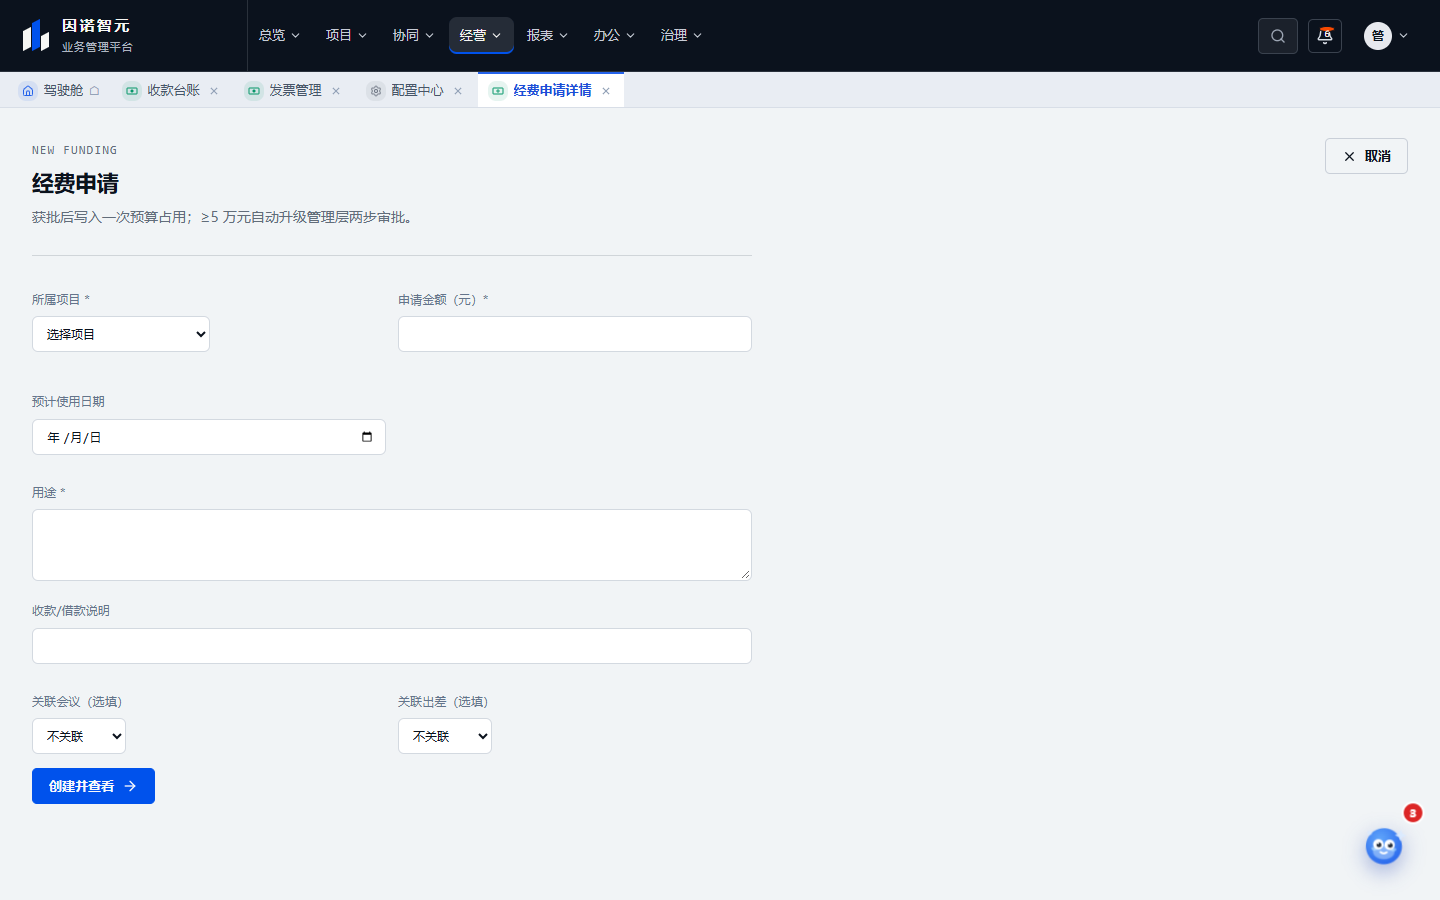 因诺智元
业务管理平台
总览
项目
协同
经营
报表
办公
治理
管
驾驶舱
收款台账
发票管理
配置中心
经费申请详情
NEW FUNDING
经费申请
获批后写入一次预算占用；≥5 万元自动升级管理层两步审批。
取消
所属项目 *
申请金额（元）*
选择项目
预计使用日期
年 /月/日
用途 *
收款/借款说明
关联会议（选填）
关联出差（选填）
不关联
不关联
创建并查看
3